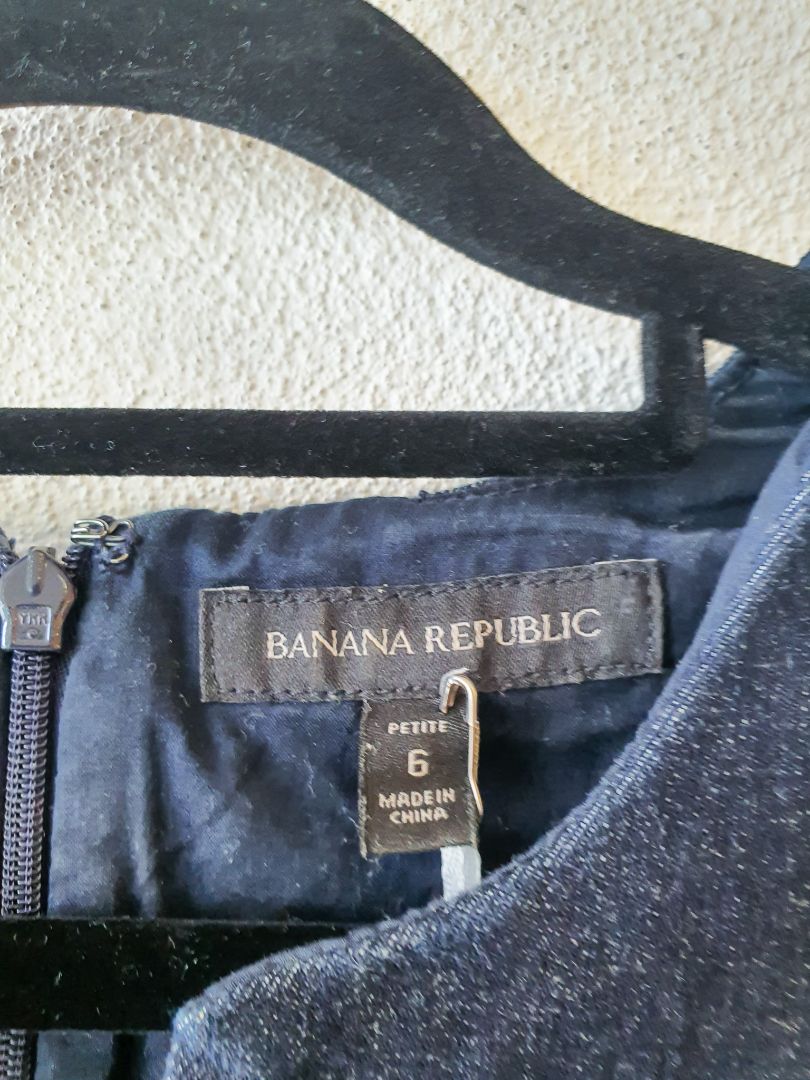 YKK
BANANA REPUBLIC
PETITE
6
MADE IN
CHINA